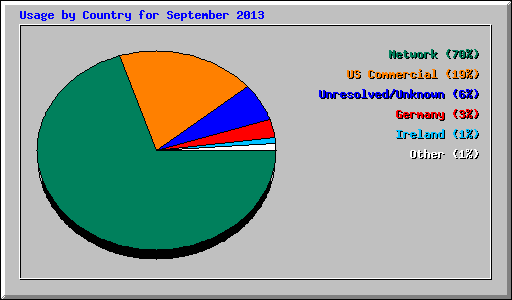 Usage by Country for September 2013
Network (70%)
US Commercial (19%)
Unresolved/Unknown (6%)
Germany (3%)
Ireland (1%)
Other (1%)